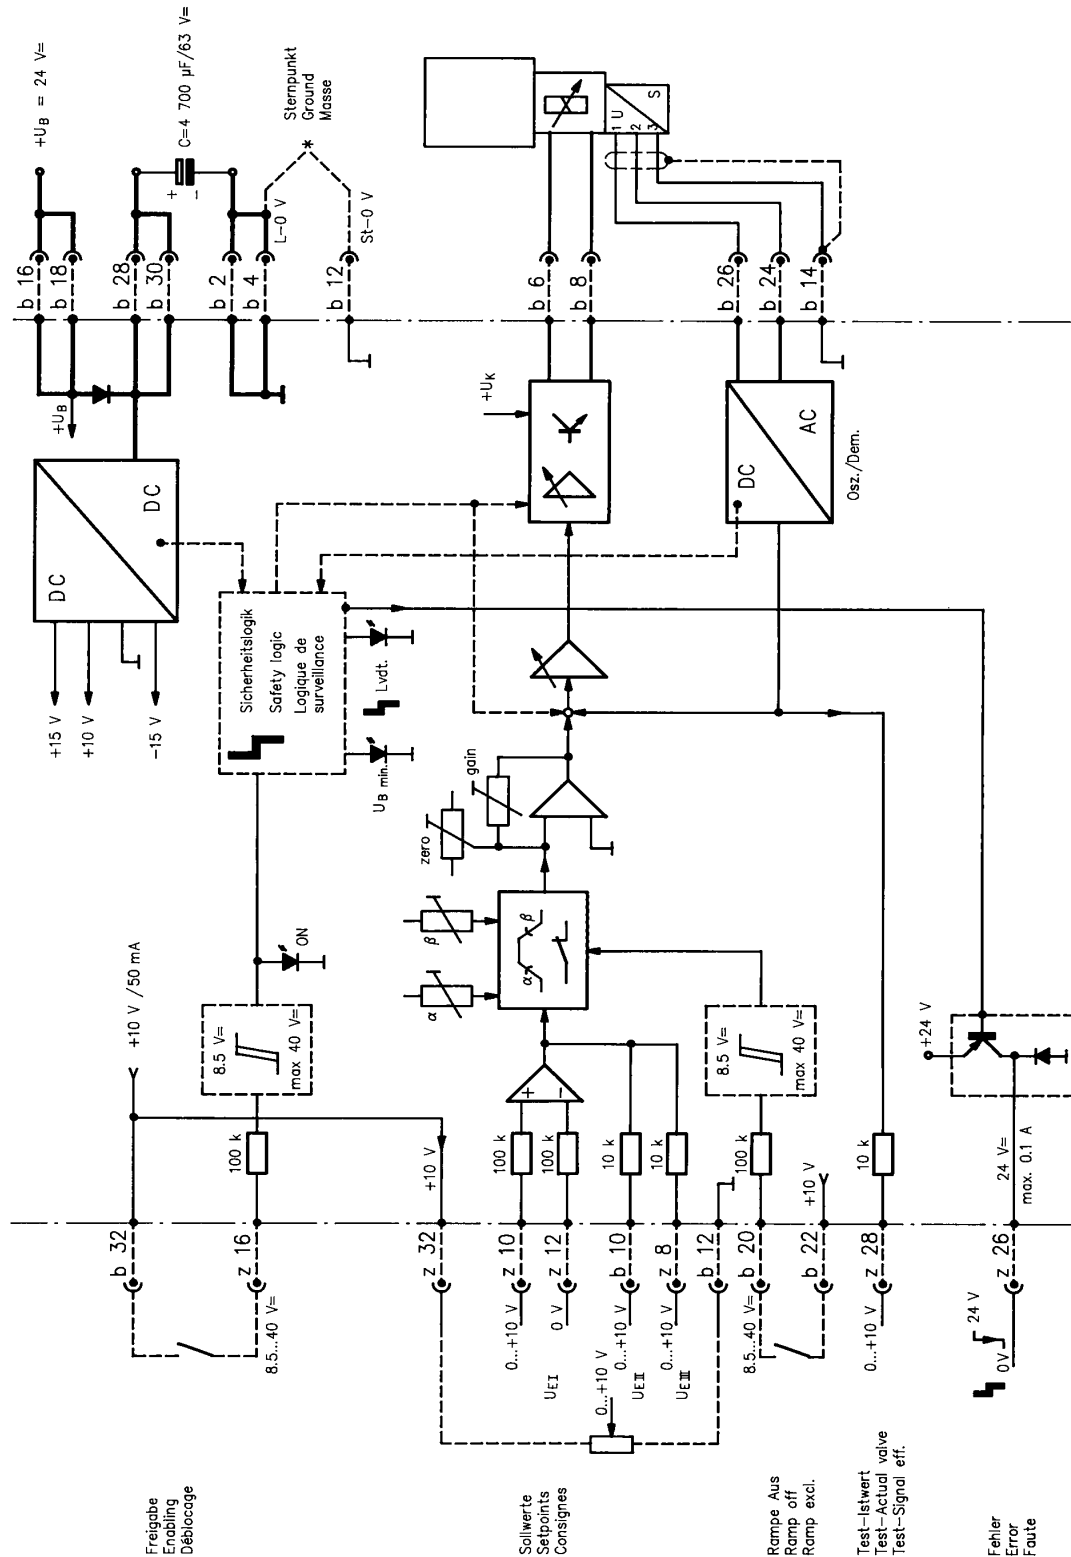 +U_B = 24 V=
C=4 700 µF/63 V=
+
-
Sternpunkt
Ground
Masse
*
L-0 V
St-0 V
b 16
b 18
b 28
b 30
b 2
b 4
b 12
b 6
b 8
b 26
b 24
b 14
1 U
2
3
S
+U_B
DC
DC
+15 V
+10 V
-15 V
+U_K
DC
AC
Osz./Dem.
Sicherheitslogik
Safety logic
Logique de
surveillance
U_B min.
Lvdt.
zero
gain
α
β
α
β
ON
+10 V /50 mA
8.5 V=
max 40 V=
100 k
+10 V
100 k
100 k
+
-
10 k
10 k
100 k
8.5 V=
max 40 V=
+10 V
10 k
+24 V
24 V=
max. 0.1 A
b 32
z 16
z 32
z 10
z 12
b 10
z 8
b 12
b 20
b 22
z 28
z 26
8.5...40 V=
0...+10 V
0 V
U_EI
0...+10 V
U_EII
0...+10 V
U_EIII
0...+10 V
8.5...40 V=
0...+10 V
0V
24 V
Freigabe
Enabling
Déblocage
Sollwerte
Setpoints
Consignes
Rampe Aus
Ramp off
Ramp excl.
Test-Istwert
Test-Actual valve
Test-Signal eff.
Fehler
Error
Faute